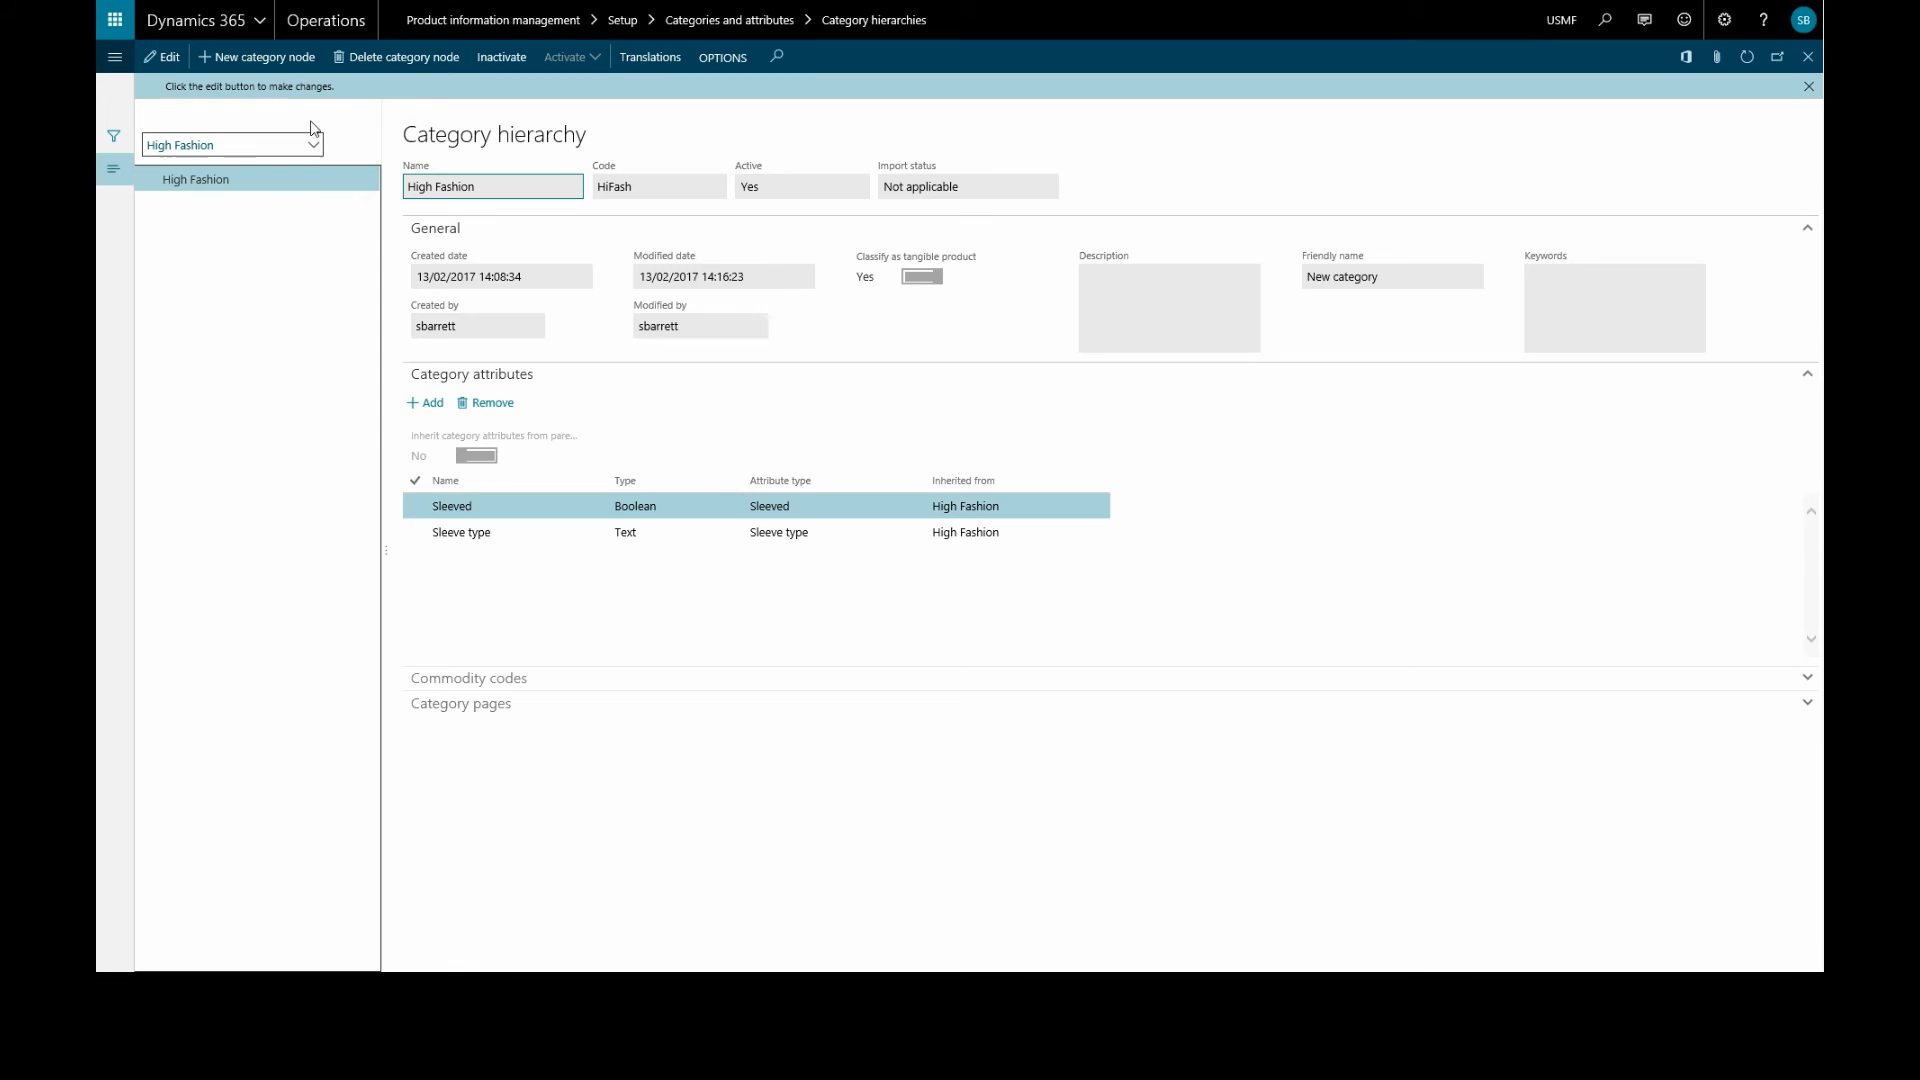 Dynamics 365 Operations Product information management Setup Categories and attributes Category hierarchies USMF ? SB
Edit New category node Delete category node Inactivate Activate Translations OPTIONS
Click the edit button to make changes.
High Fashion
High Fashion
Category hierarchy
Name Code Active Import status
High Fashion HiFash Yes Not applicable
General
Created date Modified date Classify as tangible product Description Friendly name Keywords
13/02/2017 14:08:34 13/02/2017 14:16:23 Yes New category
Created by Modified by
sbarrett sbarrett
Category attributes
Add Remove
Inherit category attributes from pare...
No
Name Type Attribute type Inherited from
Sleeved Boolean Sleeved High Fashion
Sleeve type Text Sleeve type High Fashion
Commodity codes
Category pages